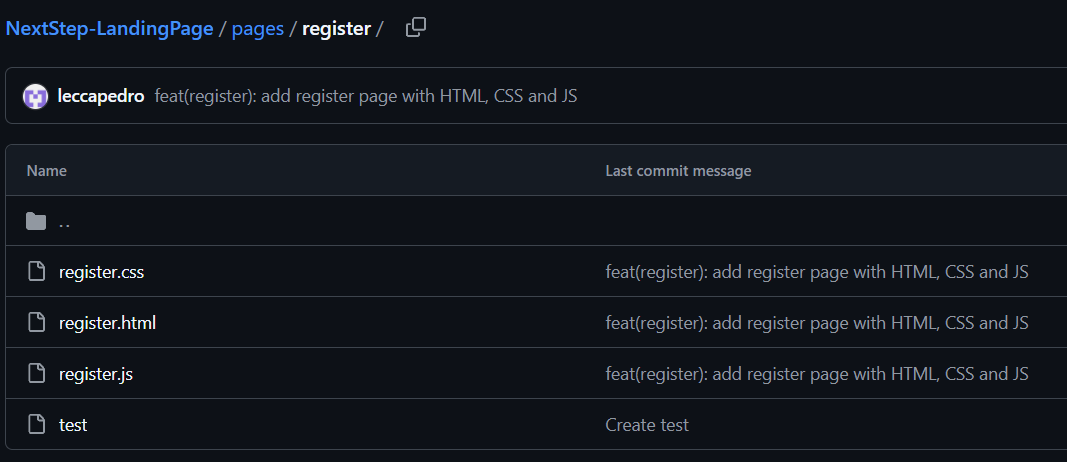 NextStep-LandingPage / pages / register /
leccapedro feat(register): add register page with HTML, CSS and JS
Name Last commit message
..
register.css feat(register): add register page with HTML, CSS and JS
register.html feat(register): add register page with HTML, CSS and JS
register.js feat(register): add register page with HTML, CSS and JS
test Create test